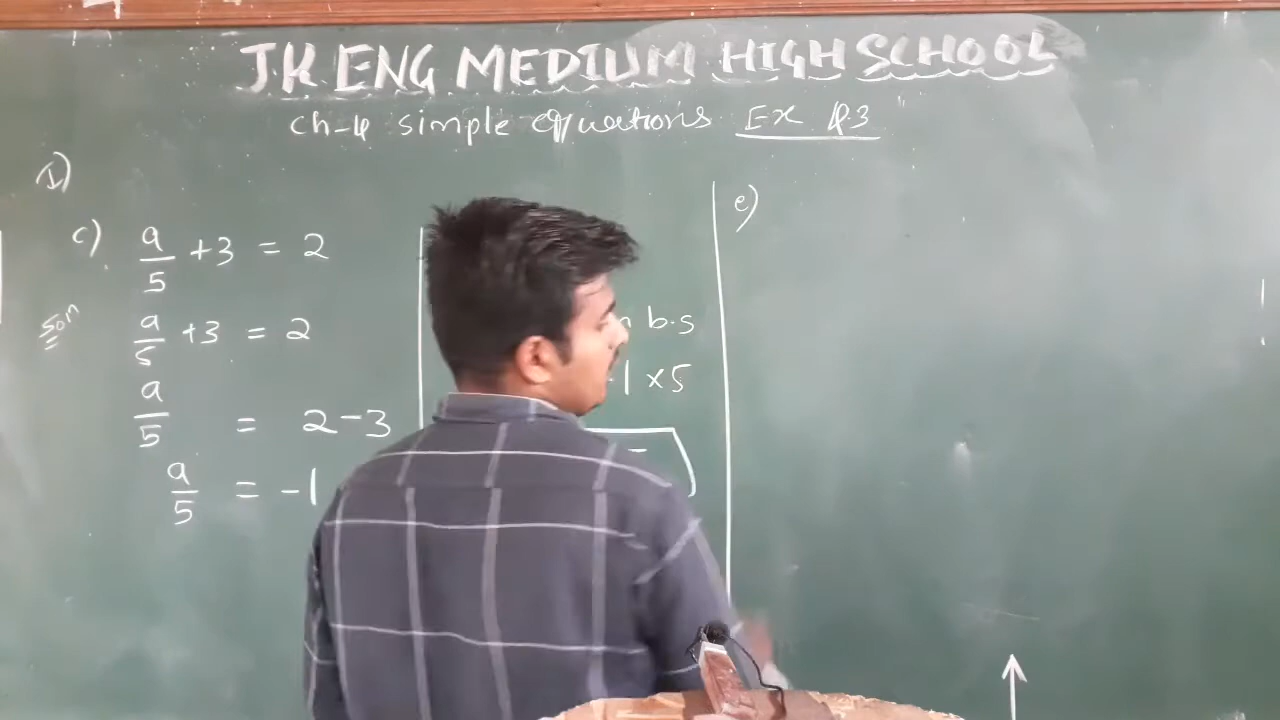 JK ENG MEDIUM HIGH SCHOOL
ch-4 simple equations Ex 4.3
1)
c) a/5 +3 = 2
Son a/5 +3 = 2
a/5 = 2-3
a/5 = -1
b.s
-1 ×5
e)